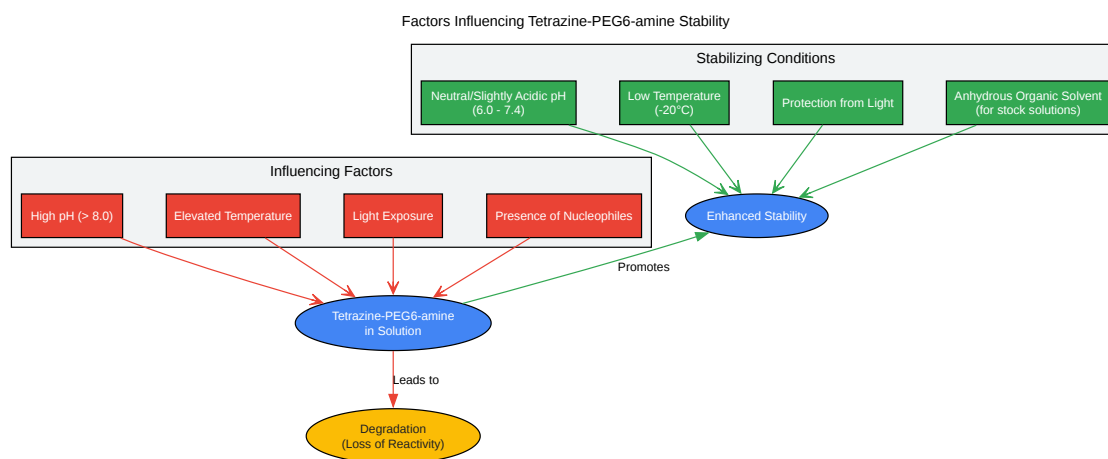 Factors Influencing Tetrazine-PEG6-amine Stability
Stabilizing Conditions
Neutral/Slightly Acidic pH
(6.0 - 7.4)
Low Temperature
(-20°C)
Protection from Light
Anhydrous Organic Solvent
(for stock solutions)
Influencing Factors
High pH (> 8.0)
Elevated Temperature
Light Exposure
Presence of Nucleophiles
Enhanced Stability
Promotes
Tetrazine-PEG6-amine
in Solution
Leads to
Degradation
(Loss of Reactivity)